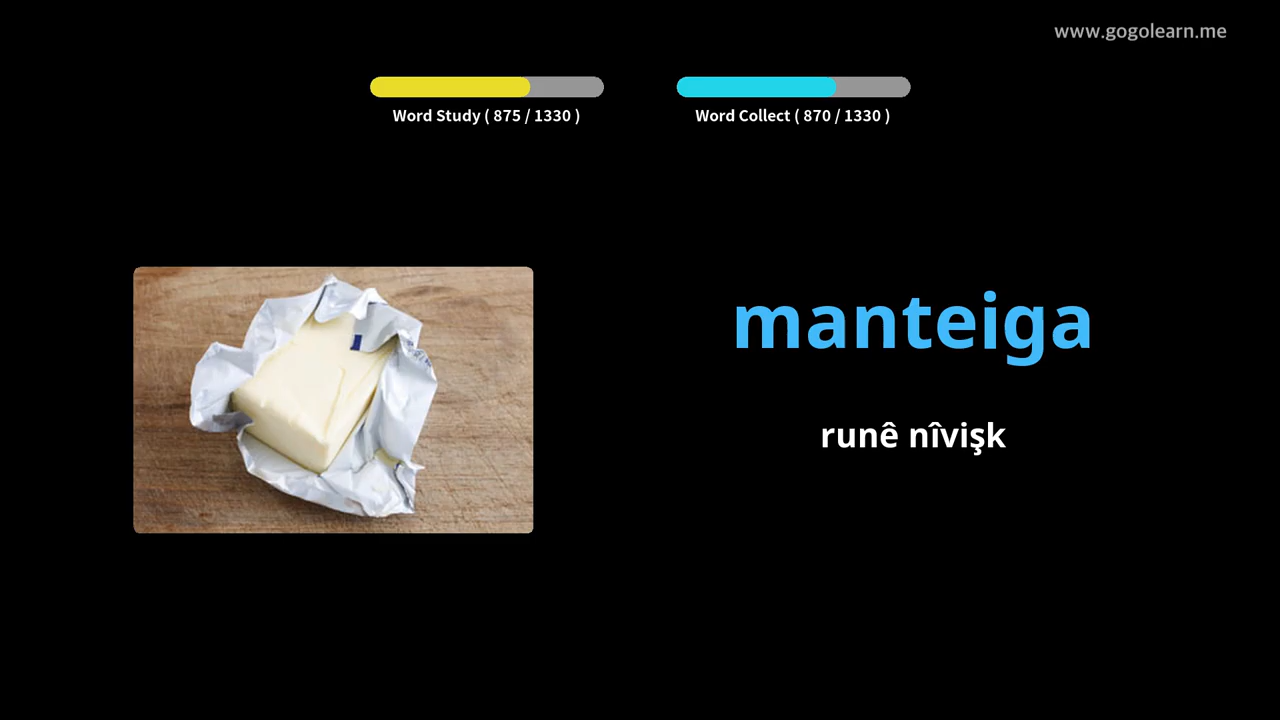 www.gogolearn.me
Word Study ( 875 / 1330 )
Word Collect ( 870 / 1330 )
manteiga
runê nîvişk